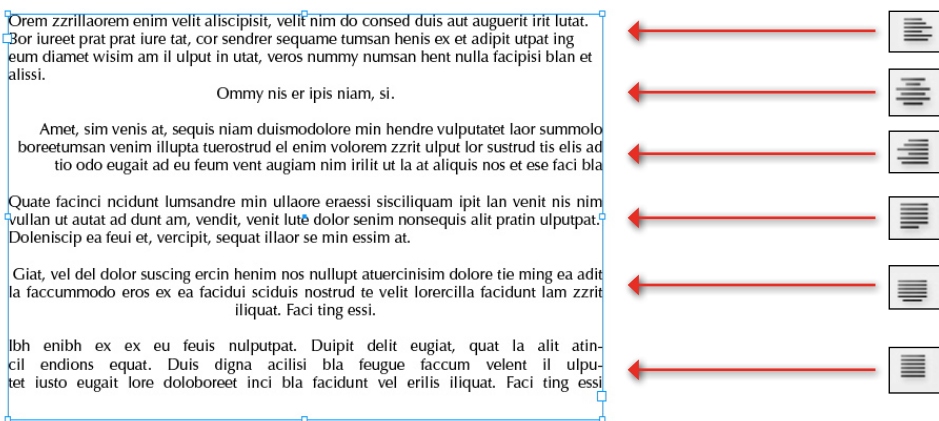 Orem zzrillaorem enim velit aliscipisit, velit nim do consed duis aut auguerit irit lutat.
Bor iureet prat prat iure tat, cor sendrer sequame tumsan henis ex et adipit utpat ing
eum diamet wisim am il ulput in utat, veros nummy numsan hent nulla facipisi blan et
alissi.
Ommy nis er ipis niam, si.
Amet, sim venis at, sequis niam duismodolore min hendre vulputatet laor summolo
boreetumsan venim illupta tuerostrud el enim volorem zzrit ulput lor sustrud tis elis ad
tio odo eugait ad eu feum vent augiam nim irilit ut la at aliquis nos et ese faci bla
Quate facinci ncidunt lumsandre min ullaore eraessi sisciliquam ipit lan venit nis nim
vullan ut autat ad dunt am, vendit, venit lute dolor senim nonsequis alit pratin ulputpat.
Doleniscip ea feui et, vercipit, sequat illaor se min essim at.
Giat, vel del dolor suscing ercin henim nos nullupt atuercinisim dolore tie ming ea adit
la faccummodo eros ex ea facidui sciduis nostrud te velit lorercilla facidunt lam zzrit
iliquat. Faci ting essi.
Ibh enibh ex ex eu feuis nulputpat. Duipit delit eugiat, quat la alit atin-
cil endions equat. Duis digna acilisi bla feugue faccum velent il ulpu-
tet iusto eugait lore doloboreet inci bla facidunt vel erilis iliquat. Faci ting essi